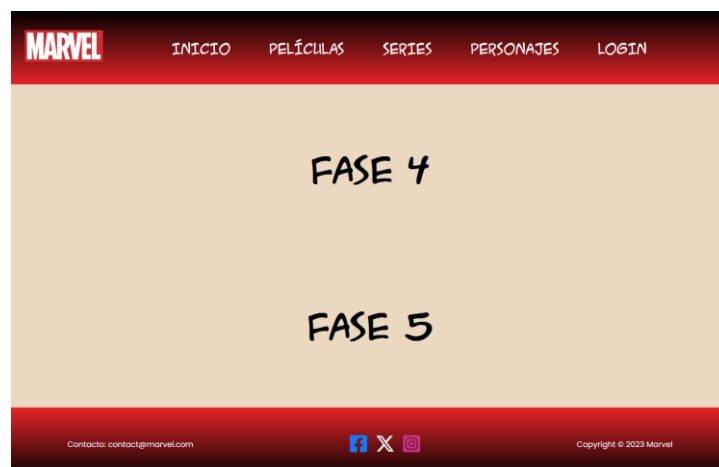 MARVEL INICIO PELÍCULAS SERIES PERSONAJES LOGIN
FASE 4
FASE 5
Contacto: contact@marvel.com Copyright © 2023 Marvel